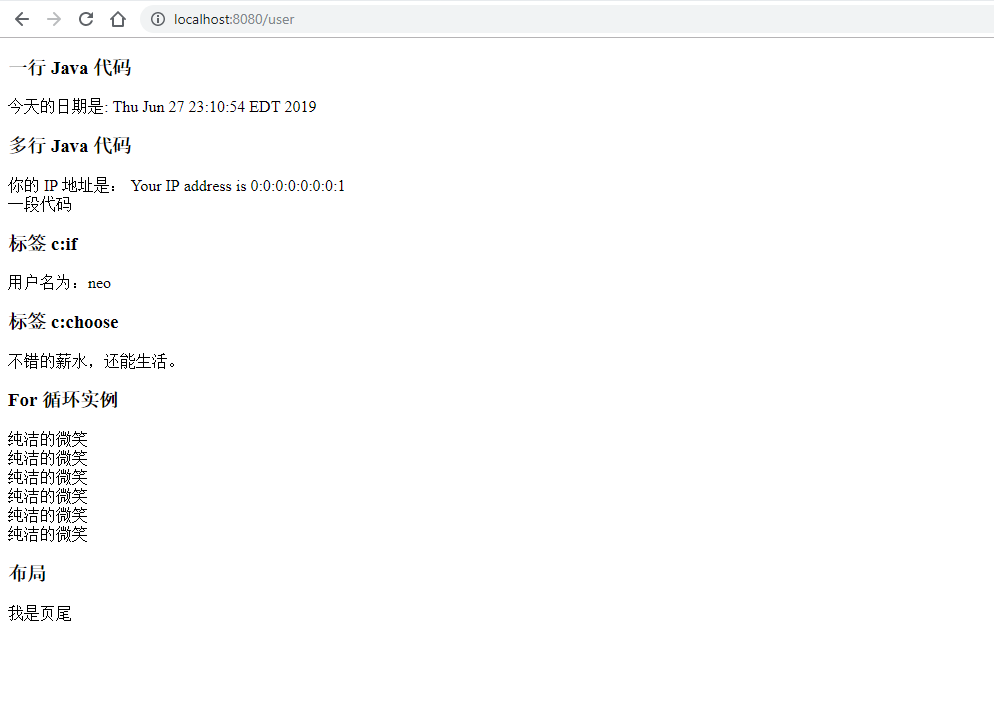 localhost:8080/user
一行 Java 代码
今天的日期是: Thu Jun 27 23:10:54 EDT 2019
多行 Java 代码
你的 IP 地址是： Your IP address is 0:0:0:0:0:0:0:1
一段代码
标签 c:if
用户名为：neo
标签 c:choose
不错的薪水，还能生活。
For 循环实例
纯洁的微笑
纯洁的微笑
纯洁的微笑
纯洁的微笑
纯洁的微笑
纯洁的微笑
布局
我是页尾